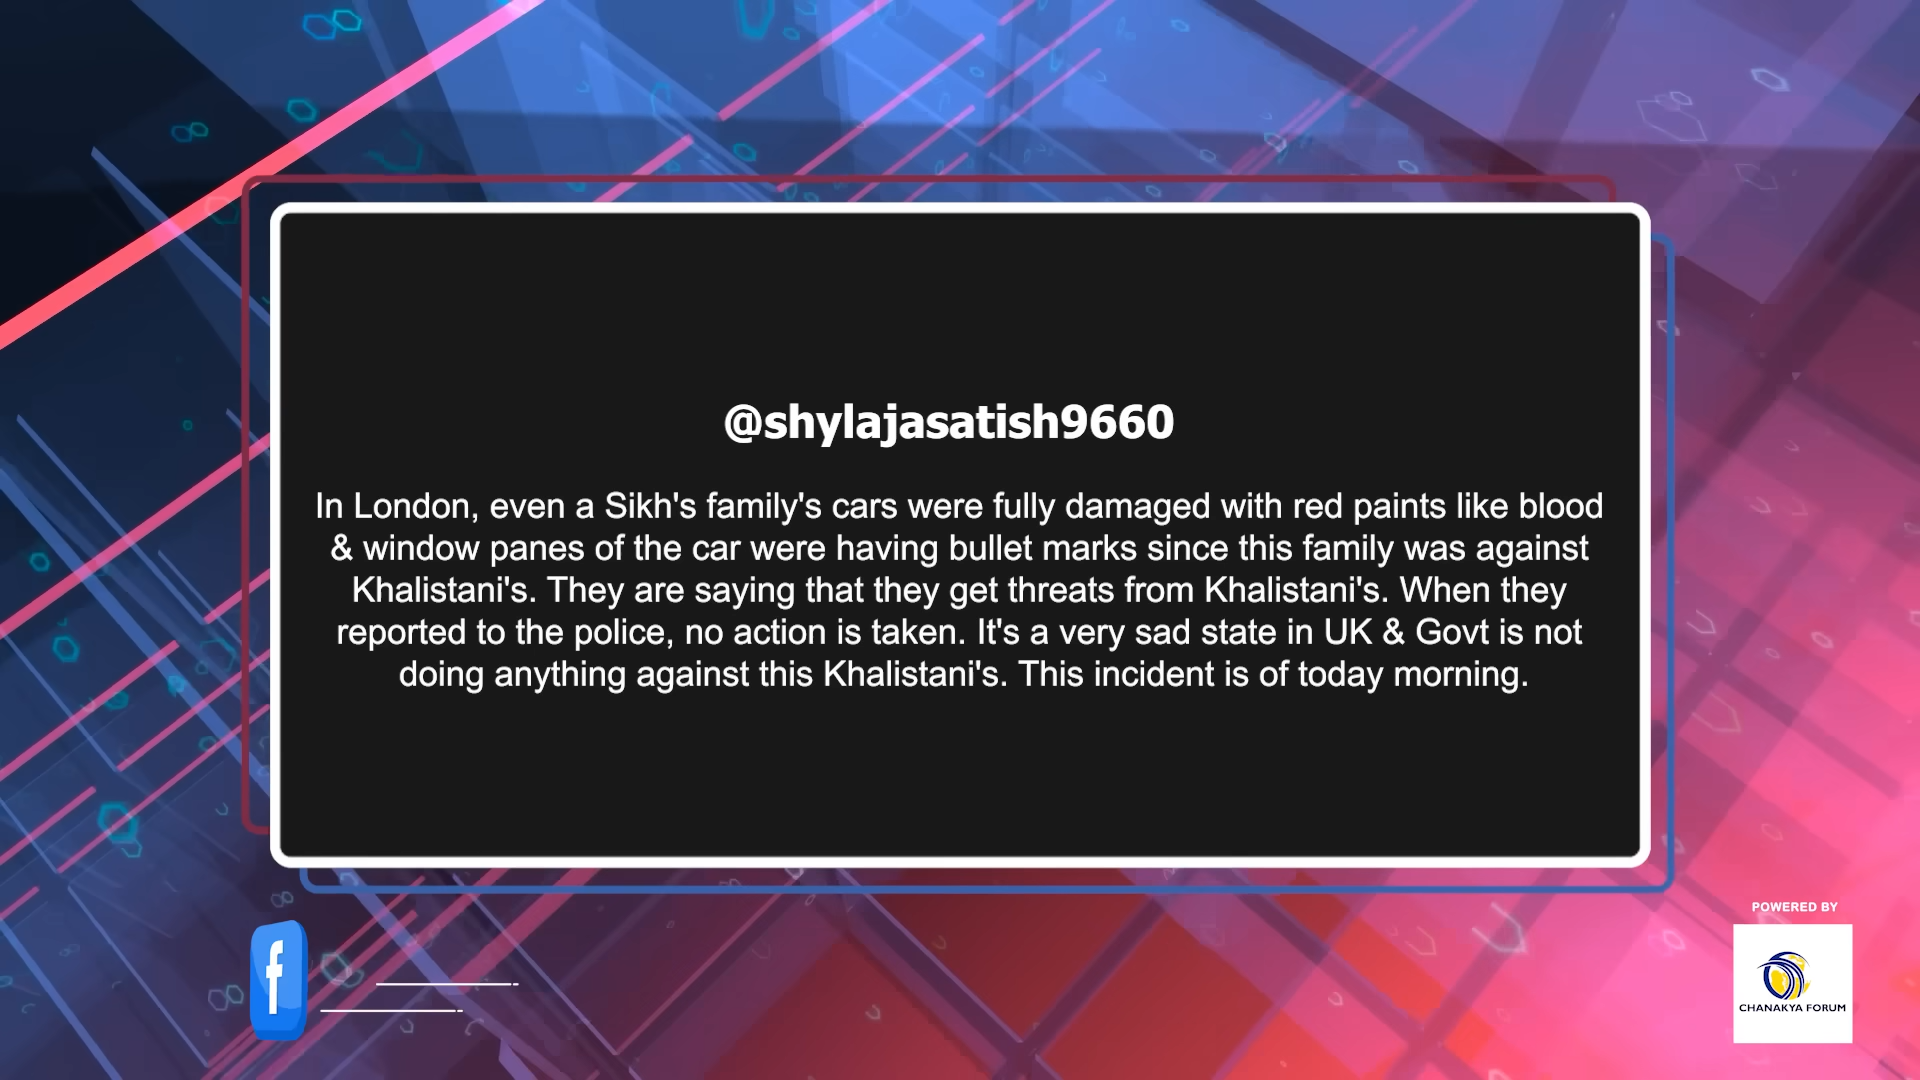 @shylajasatish9660
In London, even a Sikh's family's cars were fully damaged with red paints like blood
& window panes of the car were having bullet marks since this family was against
Khalistani's. They are saying that they get threats from Khalistani's. When they
reported to the police, no action is taken. It's a very sad state in UK & Govt is not
doing anything against this Khalistani's. This incident is of today morning.
f
POWERED BY
CHANAKYA FORUM